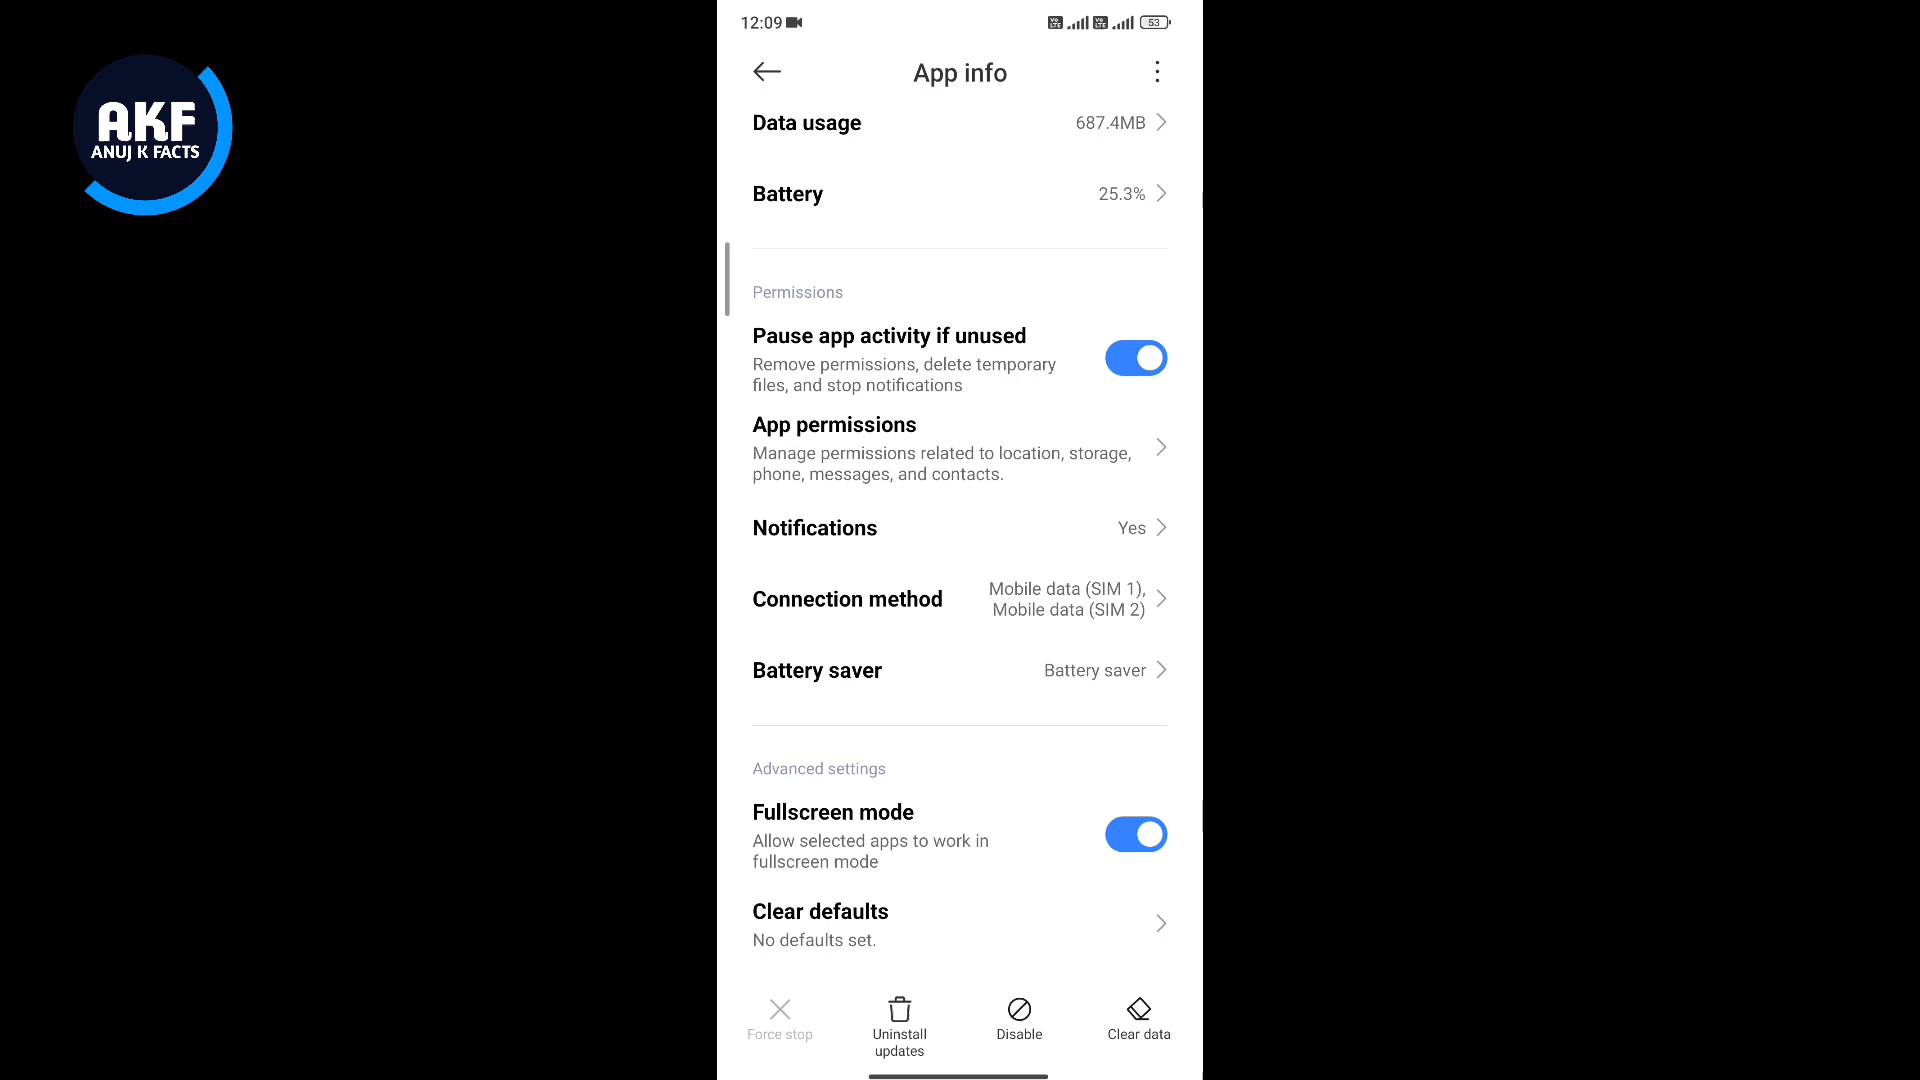 AKF
ANUJ K FACTS
12:09
Vo
LTE
Vo
LTE
53
App info
Data usage
687.4MB
Battery
25.3%
Permissions
Pause app activity if unused
Remove permissions, delete temporary
files, and stop notifications
App permissions
Manage permissions related to location, storage,
phone, messages, and contacts.
Notifications
Yes
Connection method
Mobile data (SIM 1),
Mobile data (SIM 2)
Battery saver
Battery saver
Advanced settings
Fullscreen mode
Allow selected apps to work in
fullscreen mode
Clear defaults
No defaults set.
Force stop
Uninstall
updates
Disable
Clear data